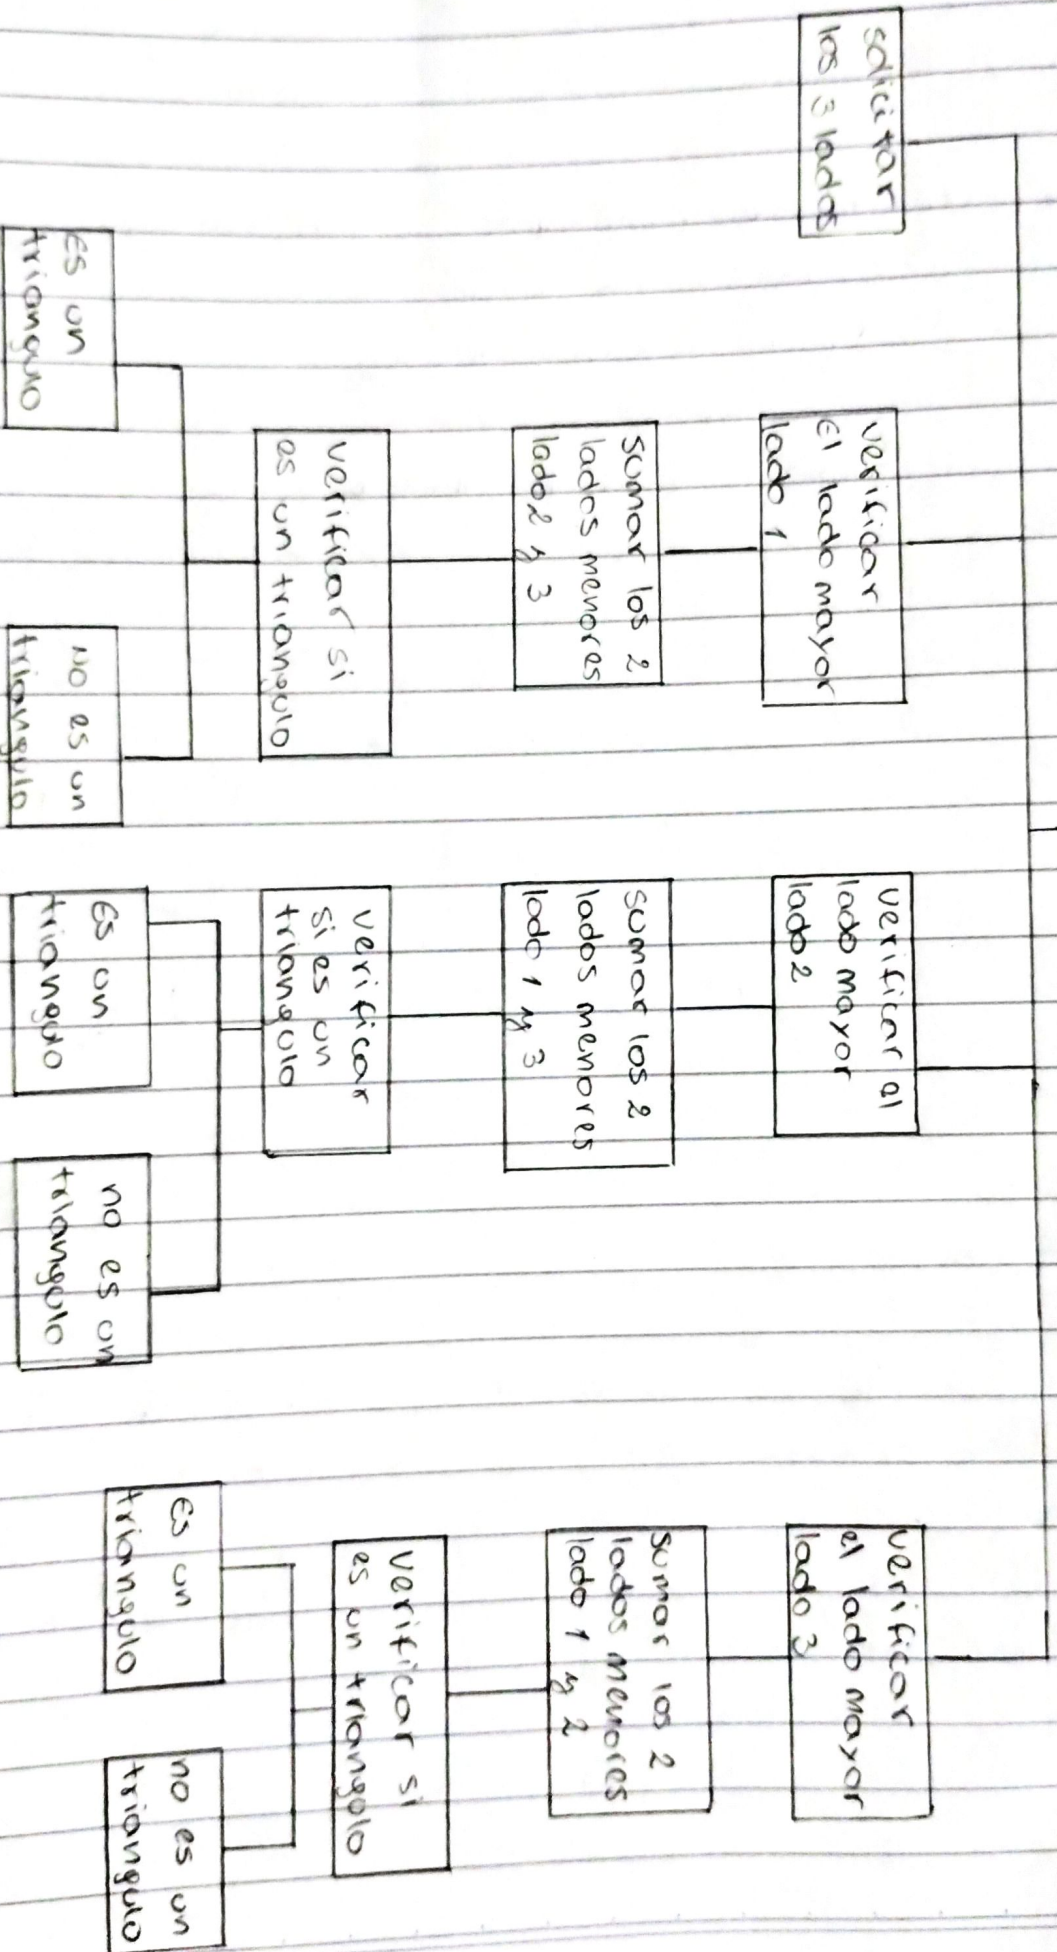 solicitar
los 3 lados
verificar
El lado mayor
lado 1
sumar los 2
lados menores
lado 2 y 3
verificar si
es un triangulo
Es un
triangulo
No es un
triangulo
verificar el
lado mayor
lado 2
sumar los 2
lados menores
lado 1 y 3
verificar
si es un
triangulo
Es un
triangulo
no es un
triangulo
verificar
el lado mayor
lado 3
sumar los 2
lados menores
lado 1 y 2
verificar si
es un triangulo
Es un
triangulo
no es un
triangulo